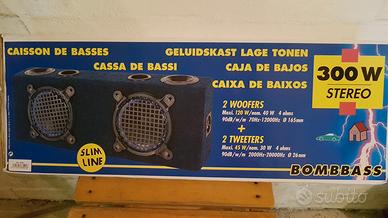 CAISSON DE BASSES
GELUIDSKAST LAGE TONEN
CASSA DE BASSI
CAJA DE BAJOS
CAIXA DE BAIXOS
300 W
STEREO
2 WOOFERS
Maxi. 120 W/nom. 40 W 4 ohms
90dB/w/m 70Hz-12000Hz Ø 165mm
+
2 TWEETERS
Maxi. 45 W/nom. 30 W 4 ohms
90dB/w/m 2000Hz-20000Hz Ø 26mm
SLIM
LINE
BOMBBASS
subito